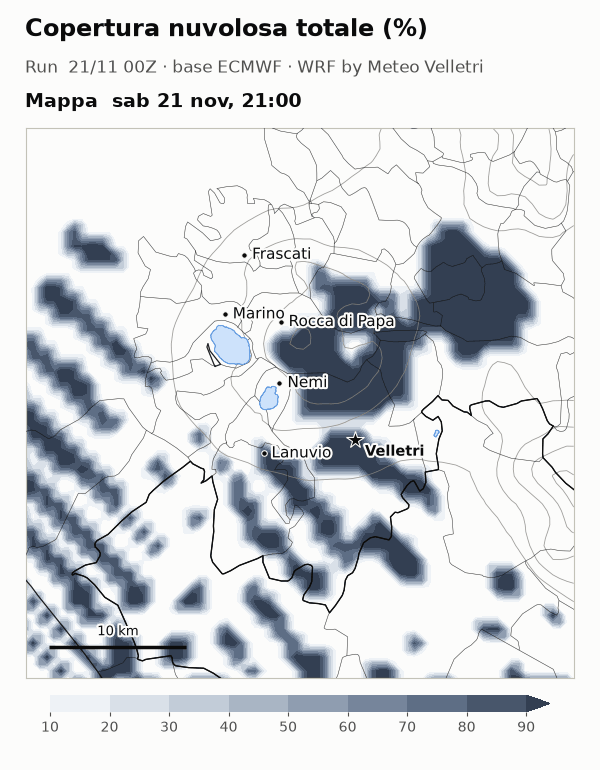 Copertura nuvolosa totale (%)
Run  21/11 00Z · base ECMWF · WRF by Meteo Velletri
Mappa  sab 21 nov, 21:00
Frascati
Marino
Rocca di Papa
Nemi
Velletri
Lanuvio
10 km
10 20 30 40 50 60 70 80 90